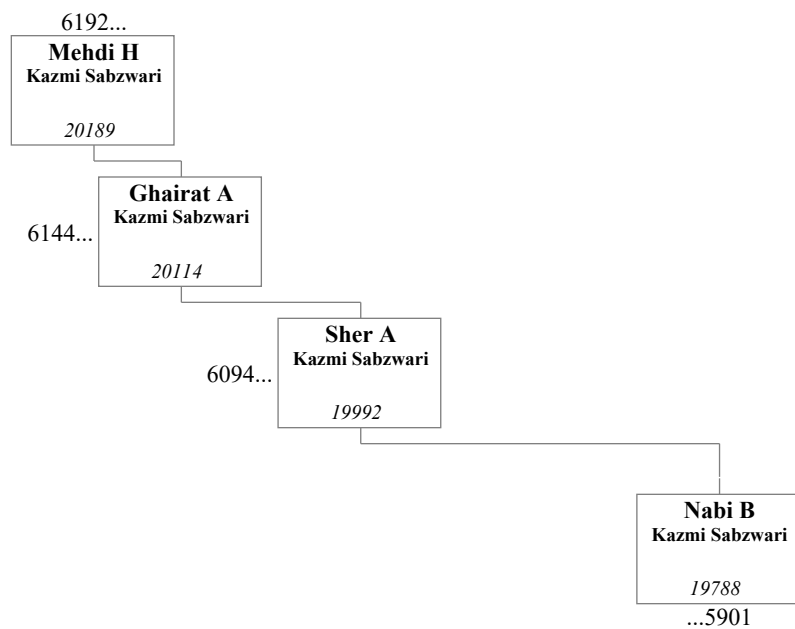 6192...
Mehdi H
Kazmi Sabzwari
20189
Ghairat A
Kazmi Sabzwari
6144...
20114
Sher A
Kazmi Sabzwari
6094...
19992
Nabi B
Kazmi Sabzwari
19788
...5901